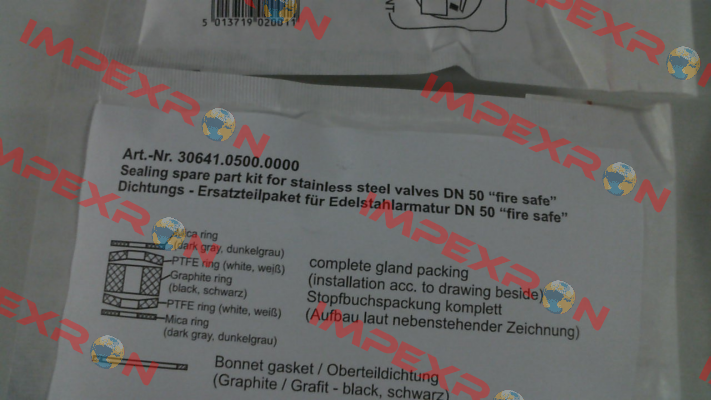 5 013719 020011
Art.-Nr. 30641.0500.0000
Sealing spare part kit for stainless steel valves DN 50 “fire safe”
Dichtungs - Ersatzteilpaket für Edelstahlarmatur DN 50 “fire safe”
Mica ring
(dark gray, dunkelgrau)
PTFE ring (white, weiß)
Graphite ring
(black, schwarz)
PTFE ring (white, weiß)
Mica ring
(dark gray, dunkelgrau)
complete gland packing
(installation acc. to drawing beside)
Stopfbuchspackung komplett
(Aufbau laut nebenstehender Zeichnung)
Bonnet gasket / Oberteildichtung
(Graphite / Grafit - black, schwarz)
IMPEXRON
IMPEXRON
IMPEXRON
IMPEXRON
IMPEXRON